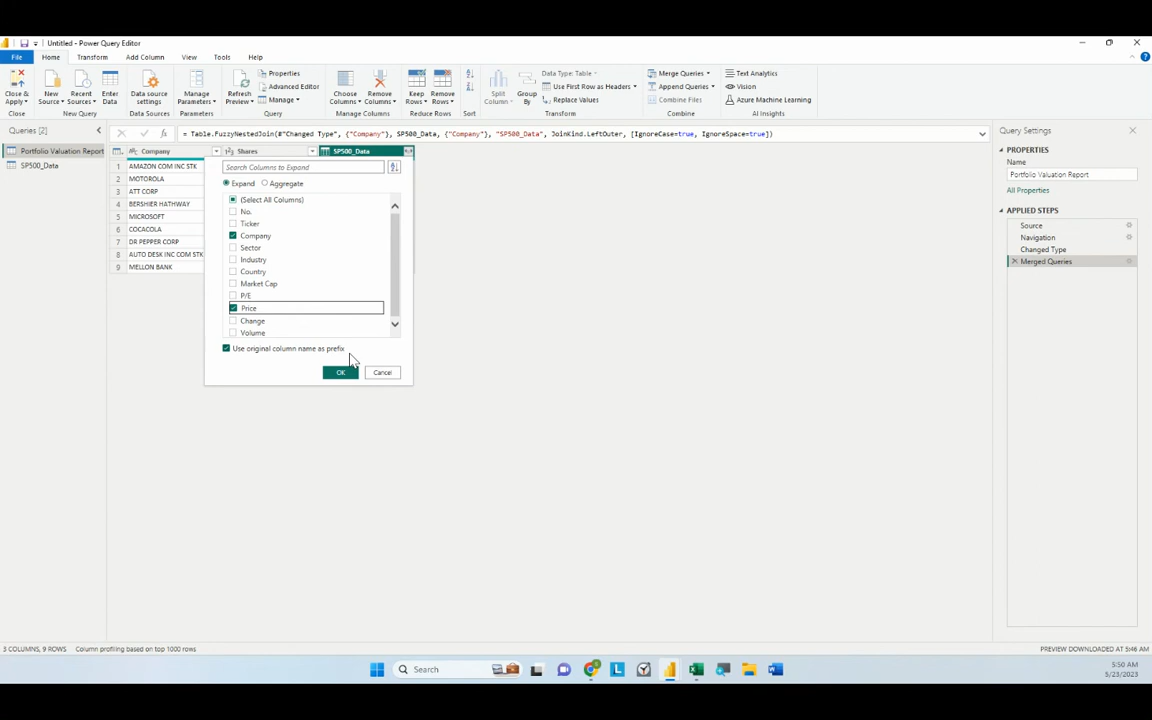 Untitled - Power Query Editor
File Home Transform Add Column View Tools Help
Close & Apply New Source Recent Sources Enter Data Data source settings Manage Parameters Refresh Preview Properties Advanced Editor Manage Choose Columns Remove Columns Keep Rows Remove Rows Split Column Group By Data Type: Table Use First Row as Headers Replace Values Merge Queries Append Queries Combine Files Text Analytics Vision Azure Machine Learning
Close New Query Data Sources Parameters Query Manage Columns Reduce Rows Sort Transform Combine AI Insights
Queries [2]
= Table.FuzzyNestedJoin(#"Changed Type", {"Company"}, SP500_Data, {"Company"}, "SP500_Data", JoinKind.LeftOuter, [IgnoreCase=true, IgnoreSpace=true])
Portfolio Valuation Report
SP500_Data
Company Shares SP500_Data
1 AMAZON COM INC STK
2 MOTOROLA
3 ATT CORP
4 BERSHIER HATHWAY
5 MICROSOFT
6 COCACOLA
7 DR PEPPER CORP
8 AUTO DESK INC COM STK
9 MELLON BANK
Search Columns to Expand
Expand Aggregate
(Select All Columns)
No.
Ticker
Company
Sector
Industry
Country
Market Cap
P/E
Price
Change
Volume
Use original column name as prefix
OK Cancel
Query Settings
PROPERTIES
Name
Portfolio Valuation Report
All Properties
APPLIED STEPS
Source
Navigation
Changed Type
Merged Queries
3 COLUMNS, 9 ROWS Column profiling based on top 1000 rows
PREVIEW DOWNLOADED AT 5:46 AM
Search
5:50 AM
5/23/2023